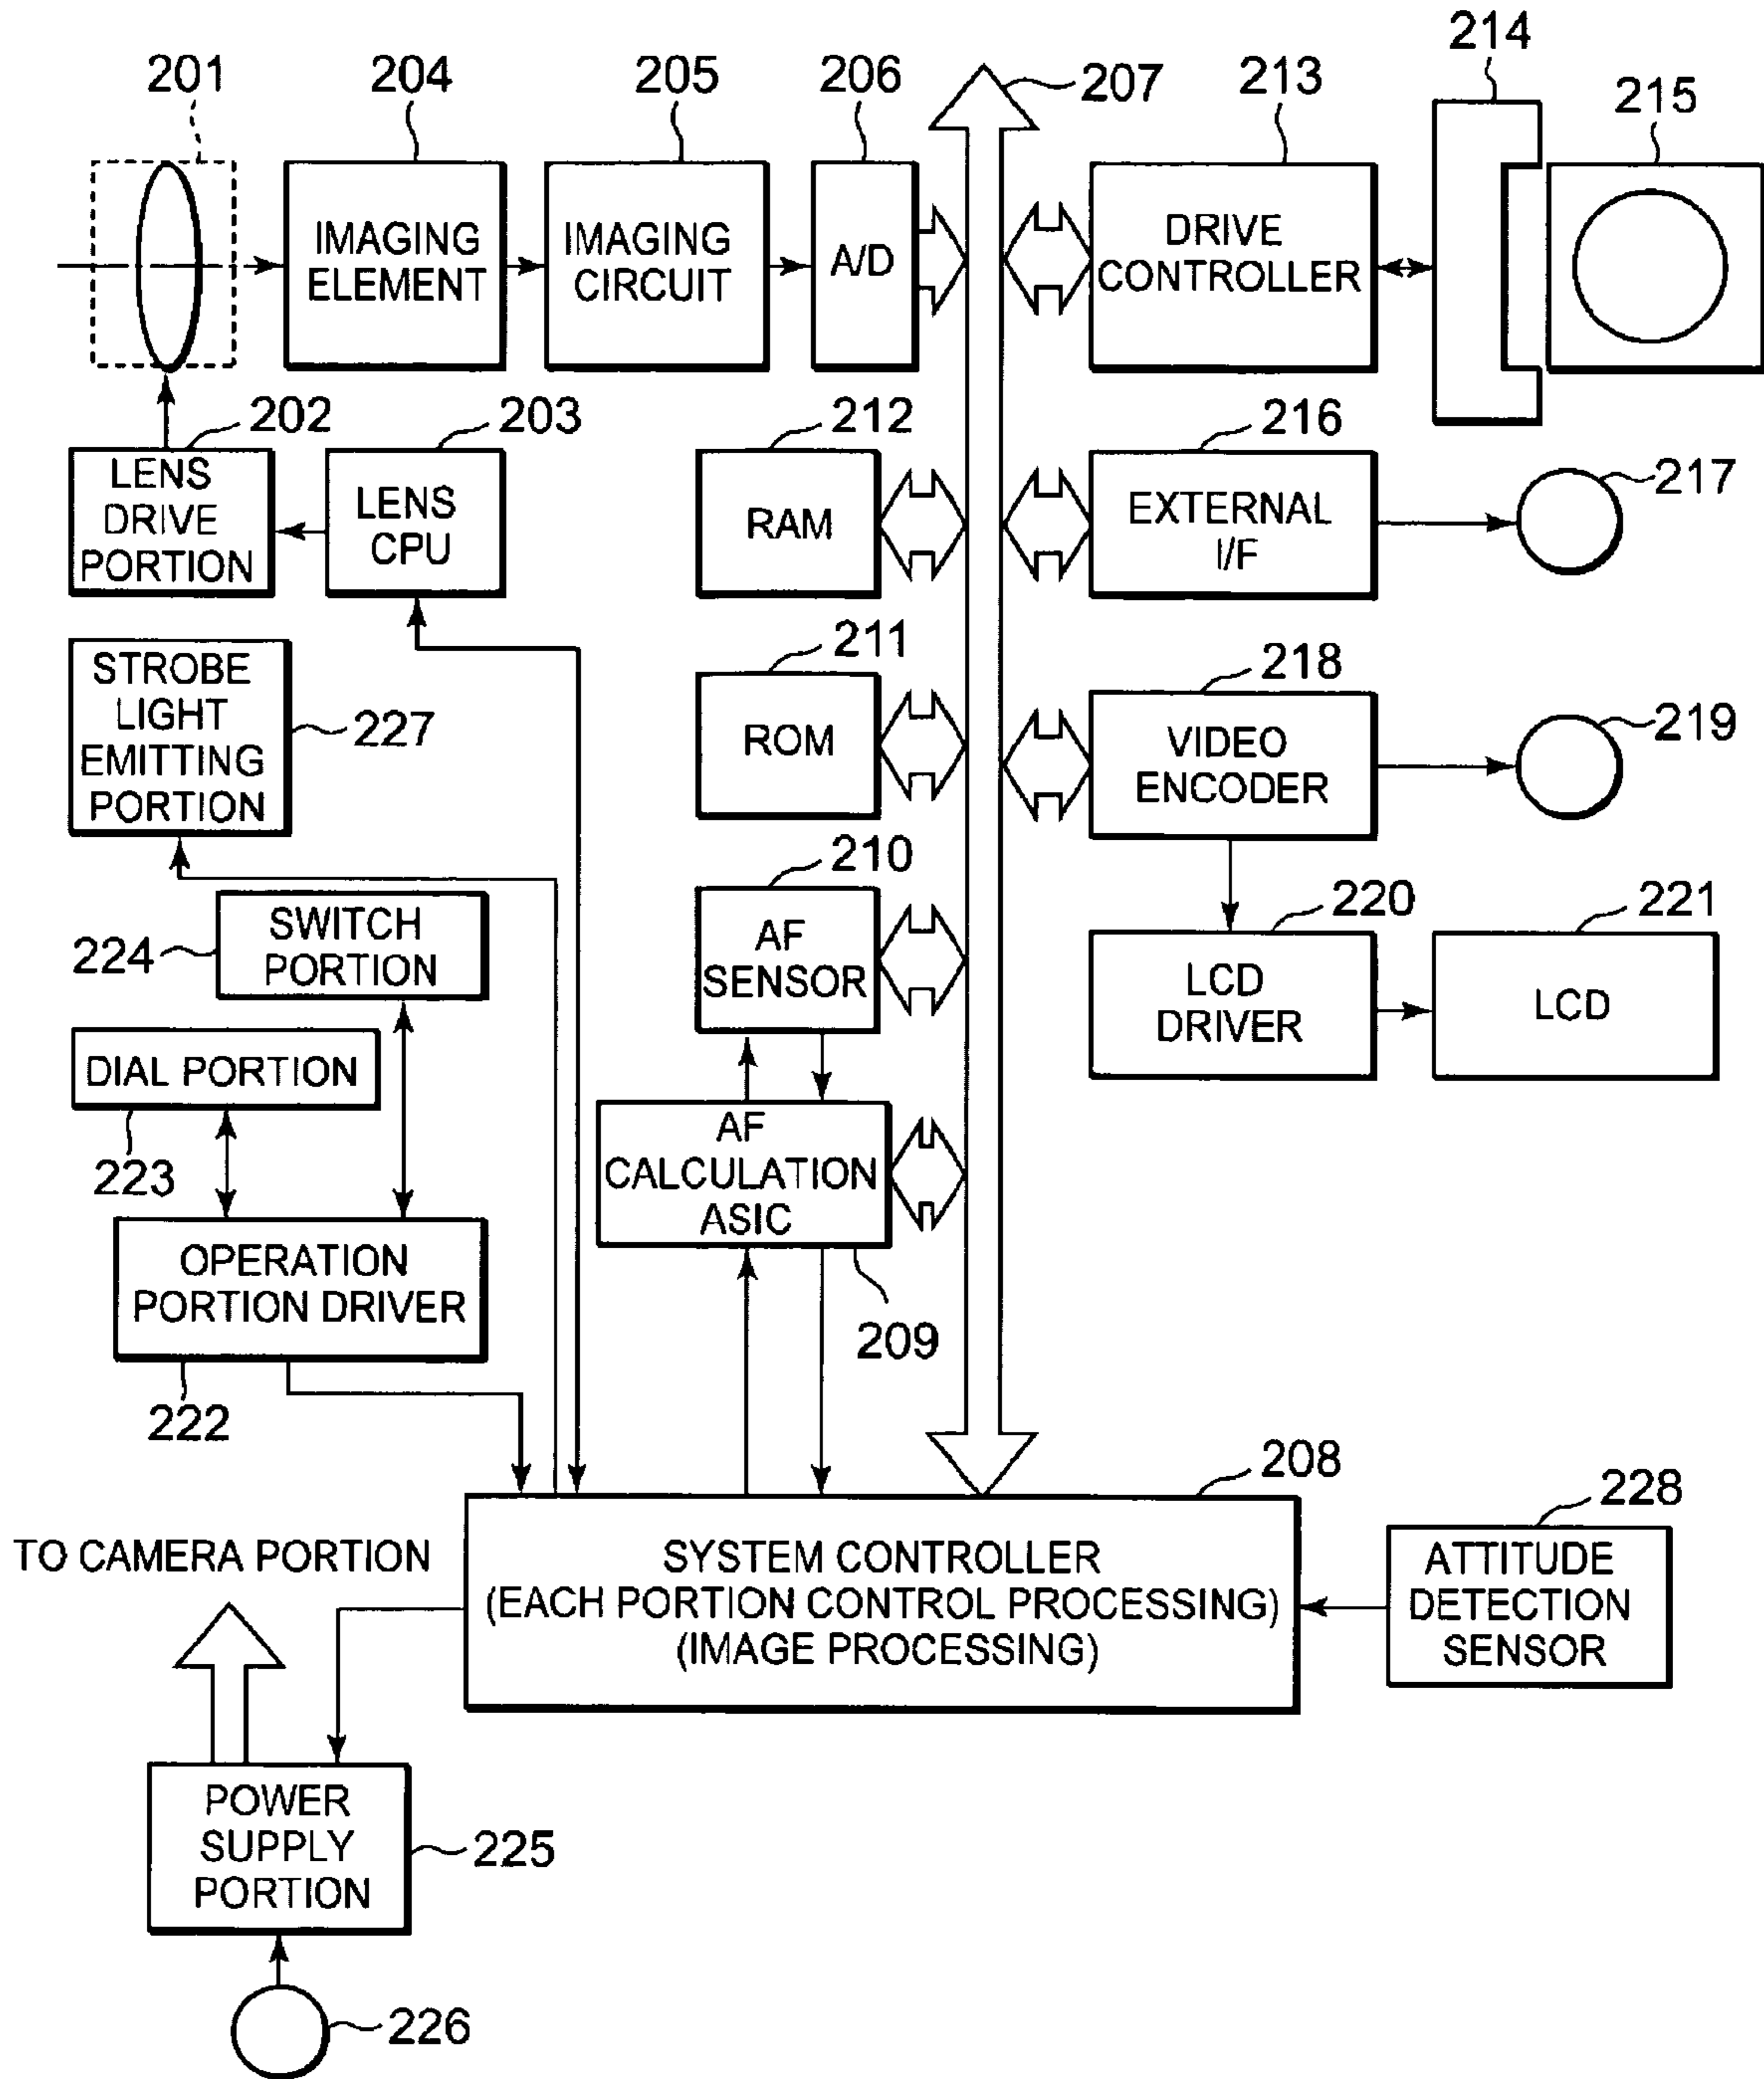 201
204
205
206
207
213
214
215
IMAGING
ELEMENT
IMAGING
CIRCUIT
A/D
DRIVE
CONTROLLER
202
203
212
216
217
LENS
DRIVE
PORTION
LENS
CPU
RAM
EXTERNAL
I/F
STROBE
LIGHT
EMITTING
PORTION
227
211
ROM
218
VIDEO
ENCODER
219
210
AF
SENSOR
220
LCD
DRIVER
221
LCD
224
SWITCH
PORTION
DIAL PORTION
223
AF
CALCULATION
ASIC
209
OPERATION
PORTION DRIVER
222
208
228
TO CAMERA PORTION
SYSTEM CONTROLLER
(EACH PORTION CONTROL PROCESSING)
(IMAGE PROCESSING)
ATTITUDE
DETECTION
SENSOR
POWER
SUPPLY
PORTION
225
226